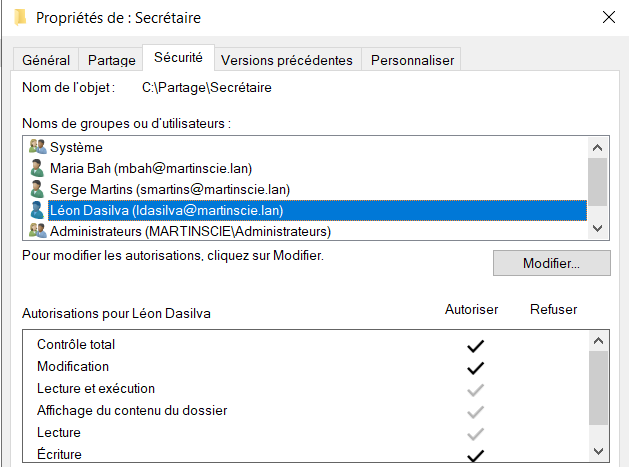 Propriétés de : Secrétaire
Général Partage Sécurité Versions précédentes Personnaliser
Nom de l'objet : C:\Partage\Secrétaire
Noms de groupes ou d'utilisateurs :
Système
Maria Bah (mbah@martinscie.lan)
Serge Martins (smartins@martinscie.lan)
Léon Dasilva (ldasilva@martinscie.lan)
Administrateurs (MARTINSCIE\Administrateurs)
Pour modifier les autorisations, cliquez sur Modifier.
Modifier...
Autorisations pour Léon Dasilva Autoriser Refuser
Contrôle total
Modification
Lecture et exécution
Affichage du contenu du dossier
Lecture
Écriture